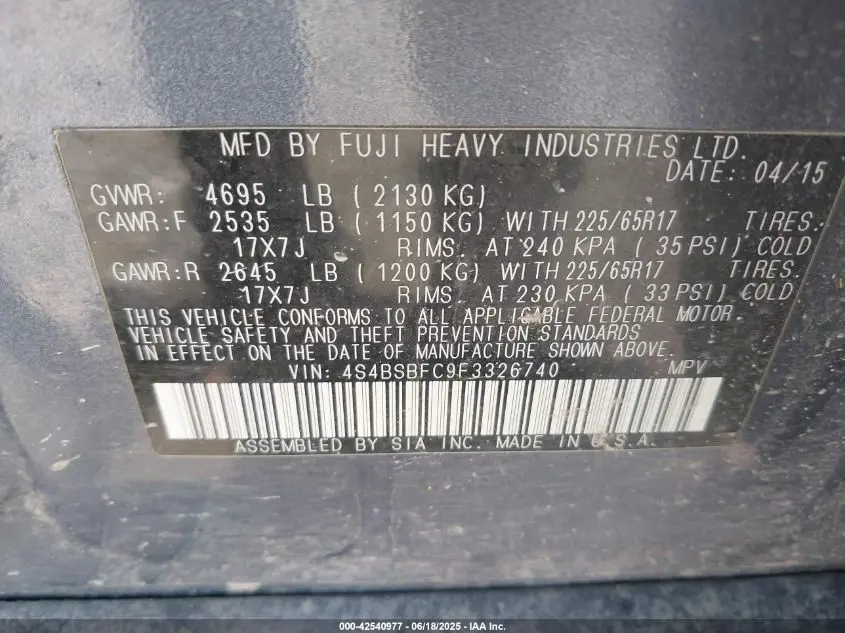 MFD BY FUJI HEAVY INDUSTRIES LTD.
DATE: 04/15
GVWR: 4695 LB ( 2130 KG)
GAWR:F 2535 LB ( 1150 KG) WITH 225/65R17 TIRES.
17X7J RIMS. AT 240 KPA ( 35 PSI) COLD
GAWR:R 2645 LB ( 1200 KG) WITH 225/65R17 TIRES.
17X7J RIMS. AT 230 KPA ( 33 PSI) COLD
THIS VEHICLE CONFORMS TO ALL APPLICABLE FEDERAL MOTOR
VEHICLE SAFETY AND THEFT PREVENTION STANDARDS
IN EFFECT ON THE DATE OF MANUFACTURE SHOWN ABOVE.
VIN: 4S4BSBFC9F3326740 MPV
ASSEMBLED BY SIA INC. MADE IN U.S.A.
000-42540977 - 06/18/2025 - IAA Inc.